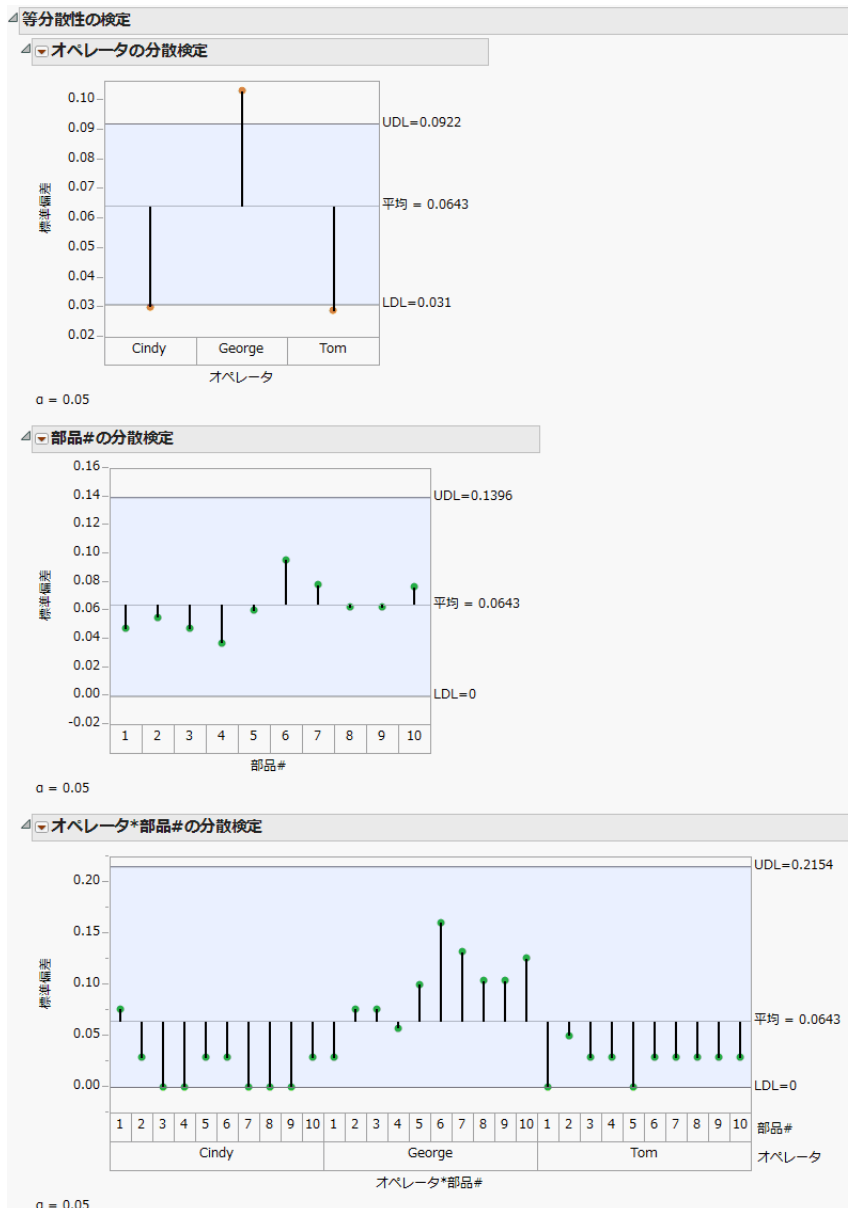 等分散性の検定
オペレータの分散検定
標準偏差
0.10
0.09
0.08
0.07
0.06
0.05
0.04
0.03
0.02
UDL=0.0922
平均 = 0.0643
LDL=0.031
Cindy George Tom
オペレータ
α = 0.05
部品#の分散検定
標準偏差
0.16
0.14
0.12
0.10
0.08
0.06
0.04
0.02
0.00
-0.02
UDL=0.1396
平均 = 0.0643
LDL=0
1 2 3 4 5 6 7 8 9 10
部品#
α = 0.05
オペレータ*部品#の分散検定
標準偏差
0.20
0.15
0.10
0.05
0.00
UDL=0.2154
平均 = 0.0643
LDL=0
1 2 3 4 5 6 7 8 9 10 1 2 3 4 5 6 7 8 9 10 1 2 3 4 5 6 7 8 9 10 部品#
Cindy George Tom オペレータ
オペレータ*部品#
α = 0.05